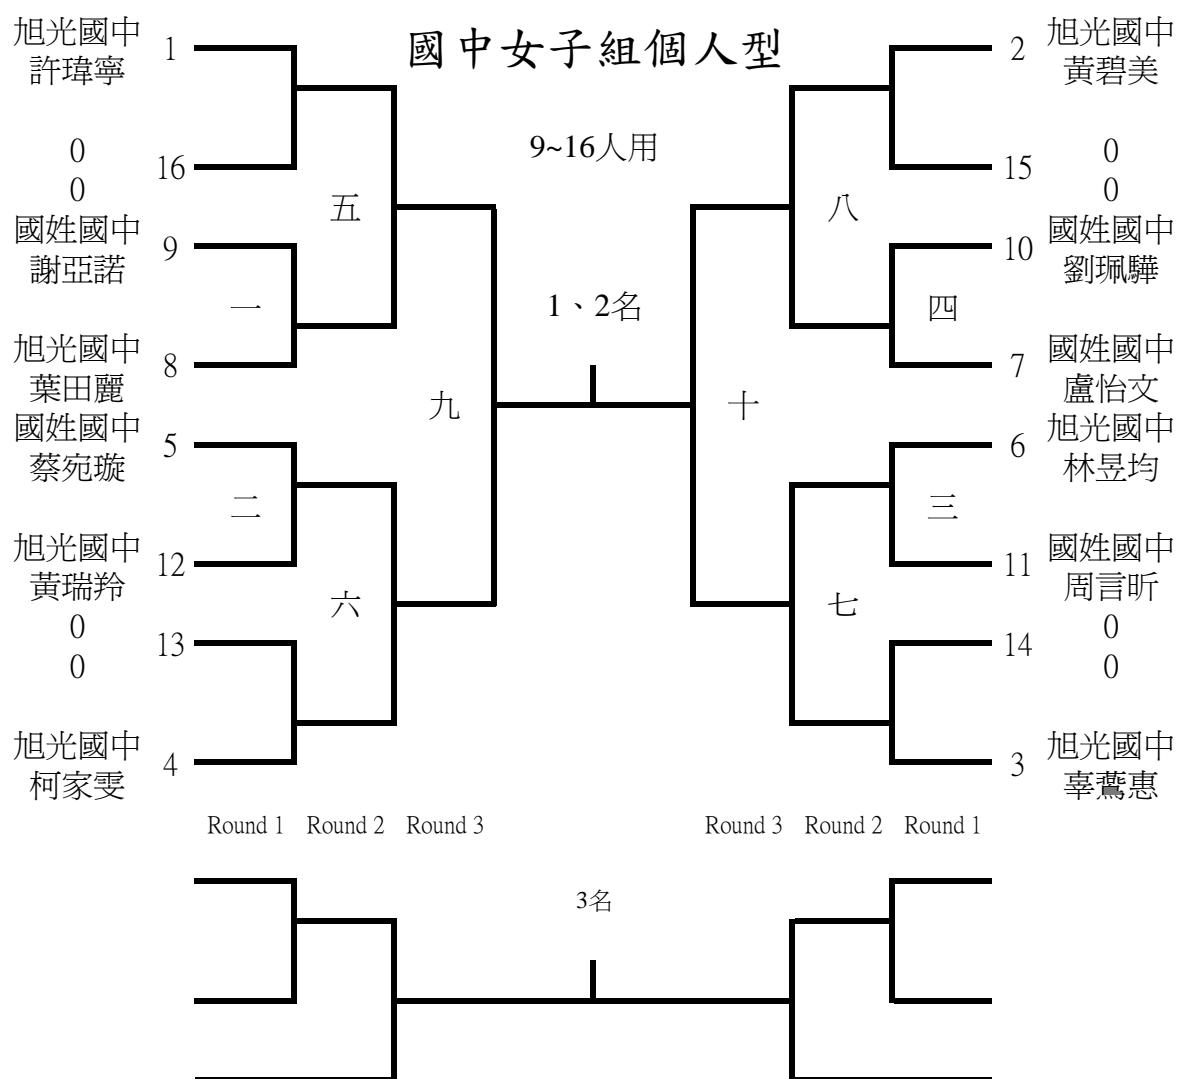 國中女子組個人型
9~16人用
旭光國中
許瑋寧
1
0
0
16
國姓國中
謝亞諾
9
一
旭光國中
葉田麗
8
五
國姓國中
蔡宛璇
5
二
旭光國中
黃瑞羚
12
0
0
13
六
旭光國中
柯家雯
4
九
1、2名
十
2
旭光國中
黃碧美
15
0
0
八
10
國姓國中
劉珮驊
四
7
國姓國中
盧怡文
6
旭光國中
林昱均
三
11
國姓國中
周言昕
七
14
0
0
3
旭光國中
辜鷰惠
Round 1 Round 2 Round 3
Round 3 Round 2 Round 1
3名